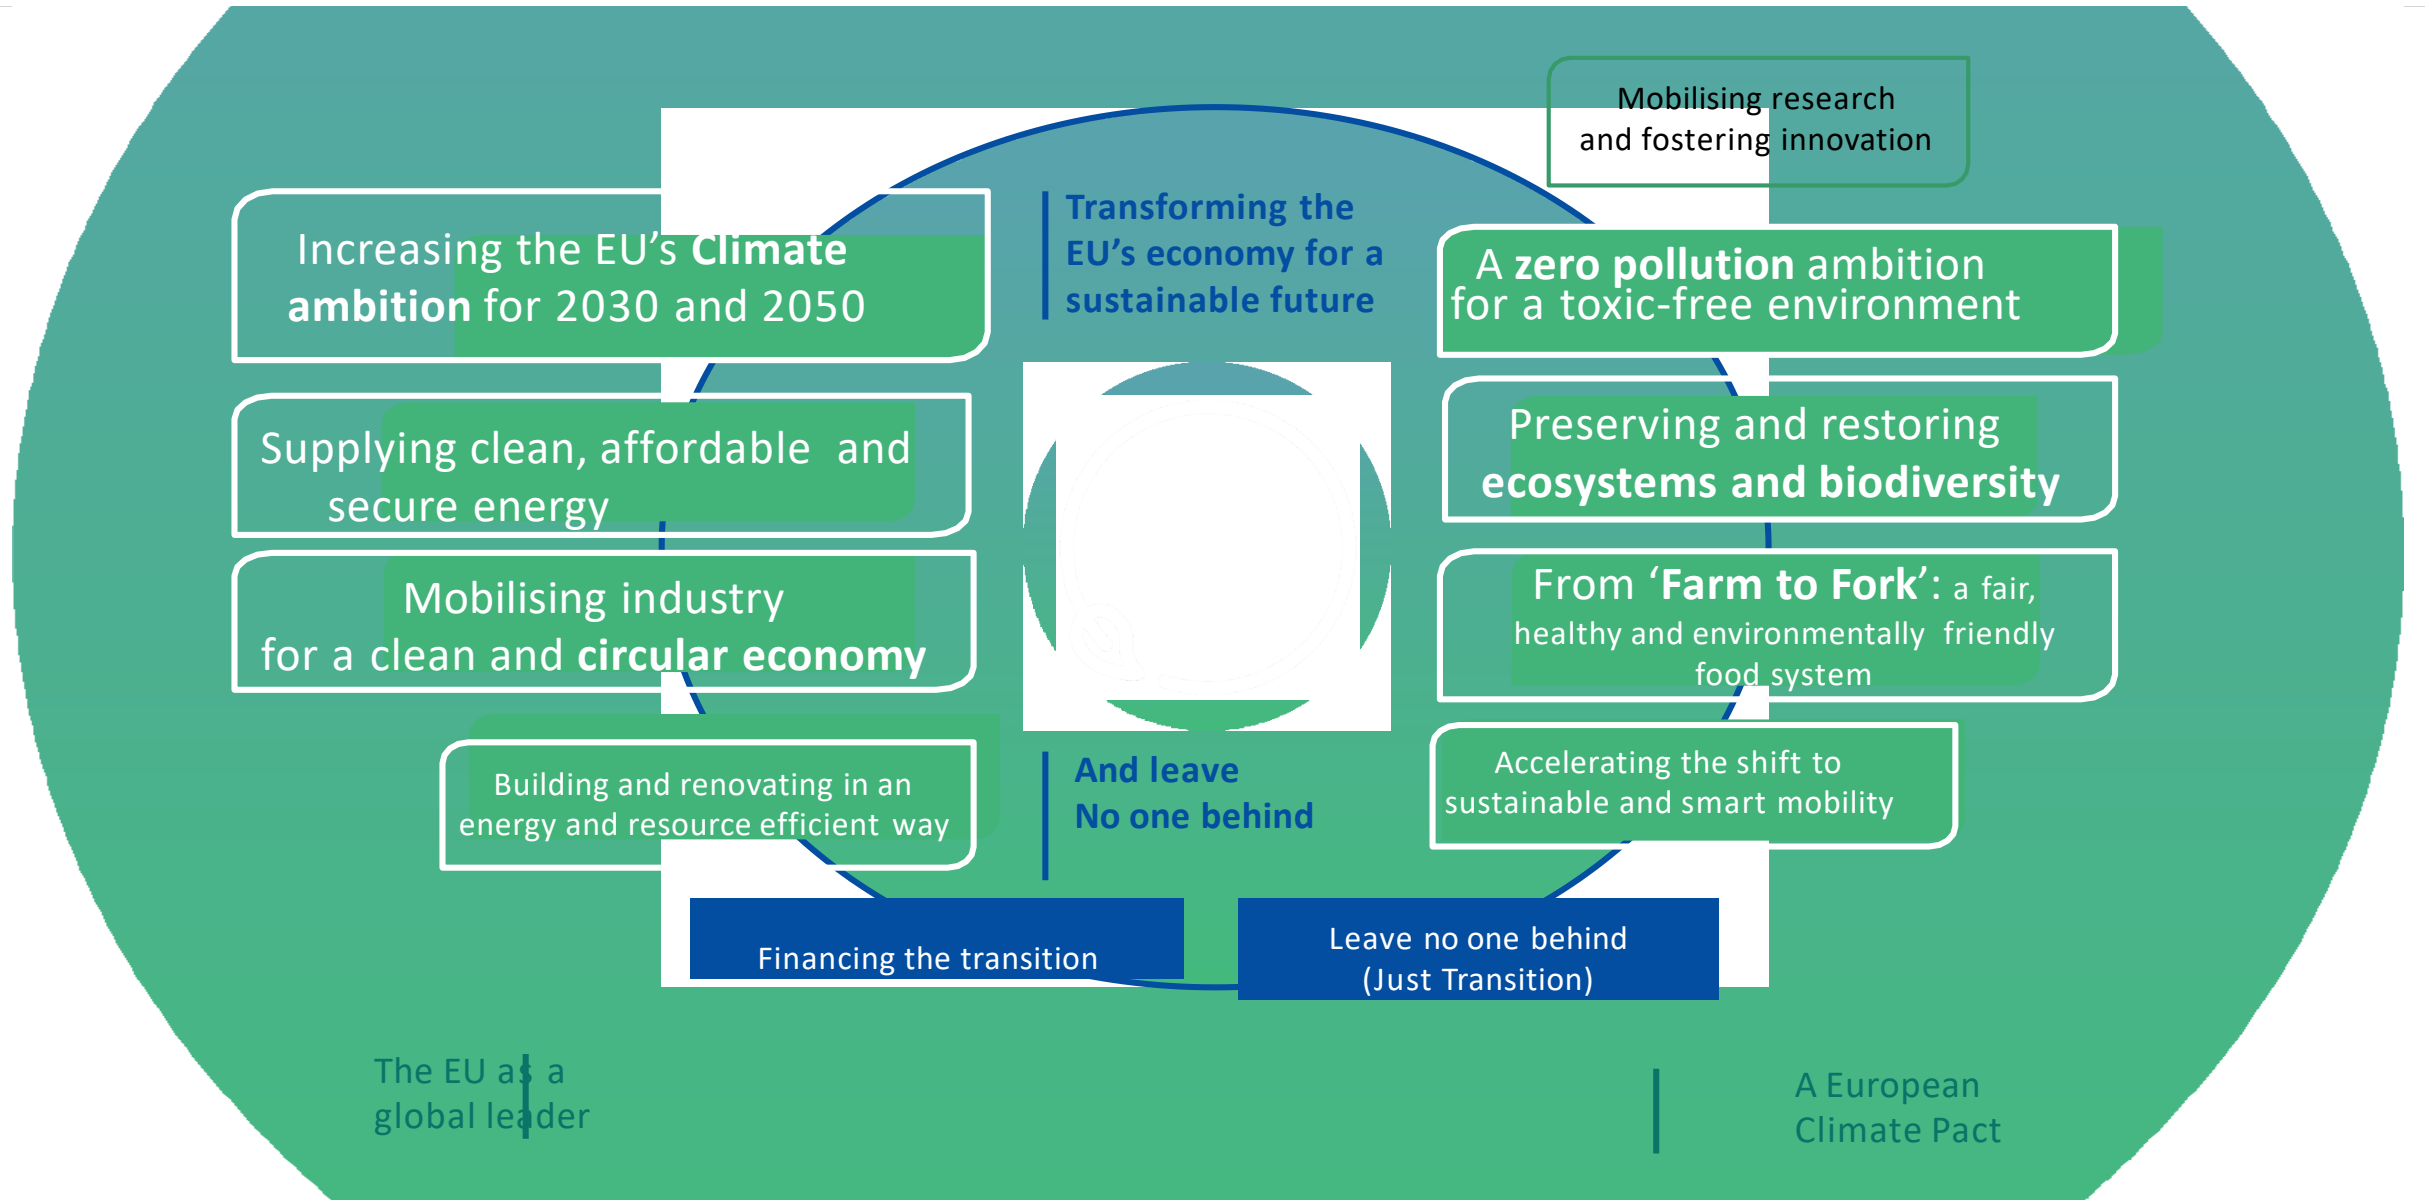 Mobilising research
and fostering innovation
Transforming the
EU’s economy for a
sustainable future
Increasing the EU’s Climate
ambition for 2030 and 2050
A zero pollution ambition
for a toxic-free environment
Supplying clean, affordable and
secure energy
Preserving and restoring
ecosystems and biodiversity
Mobilising industry
for a clean and circular economy
From ‘Farm to Fork’: a fair,
healthy and environmentally friendly
food system
Building and renovating in an
energy and resource efficient way
And leave
No one behind
Accelerating the shift to
sustainable and smart mobility
Financing the transition
Leave no one behind
(Just Transition)
The EU as a
global leader
A European
Climate Pact